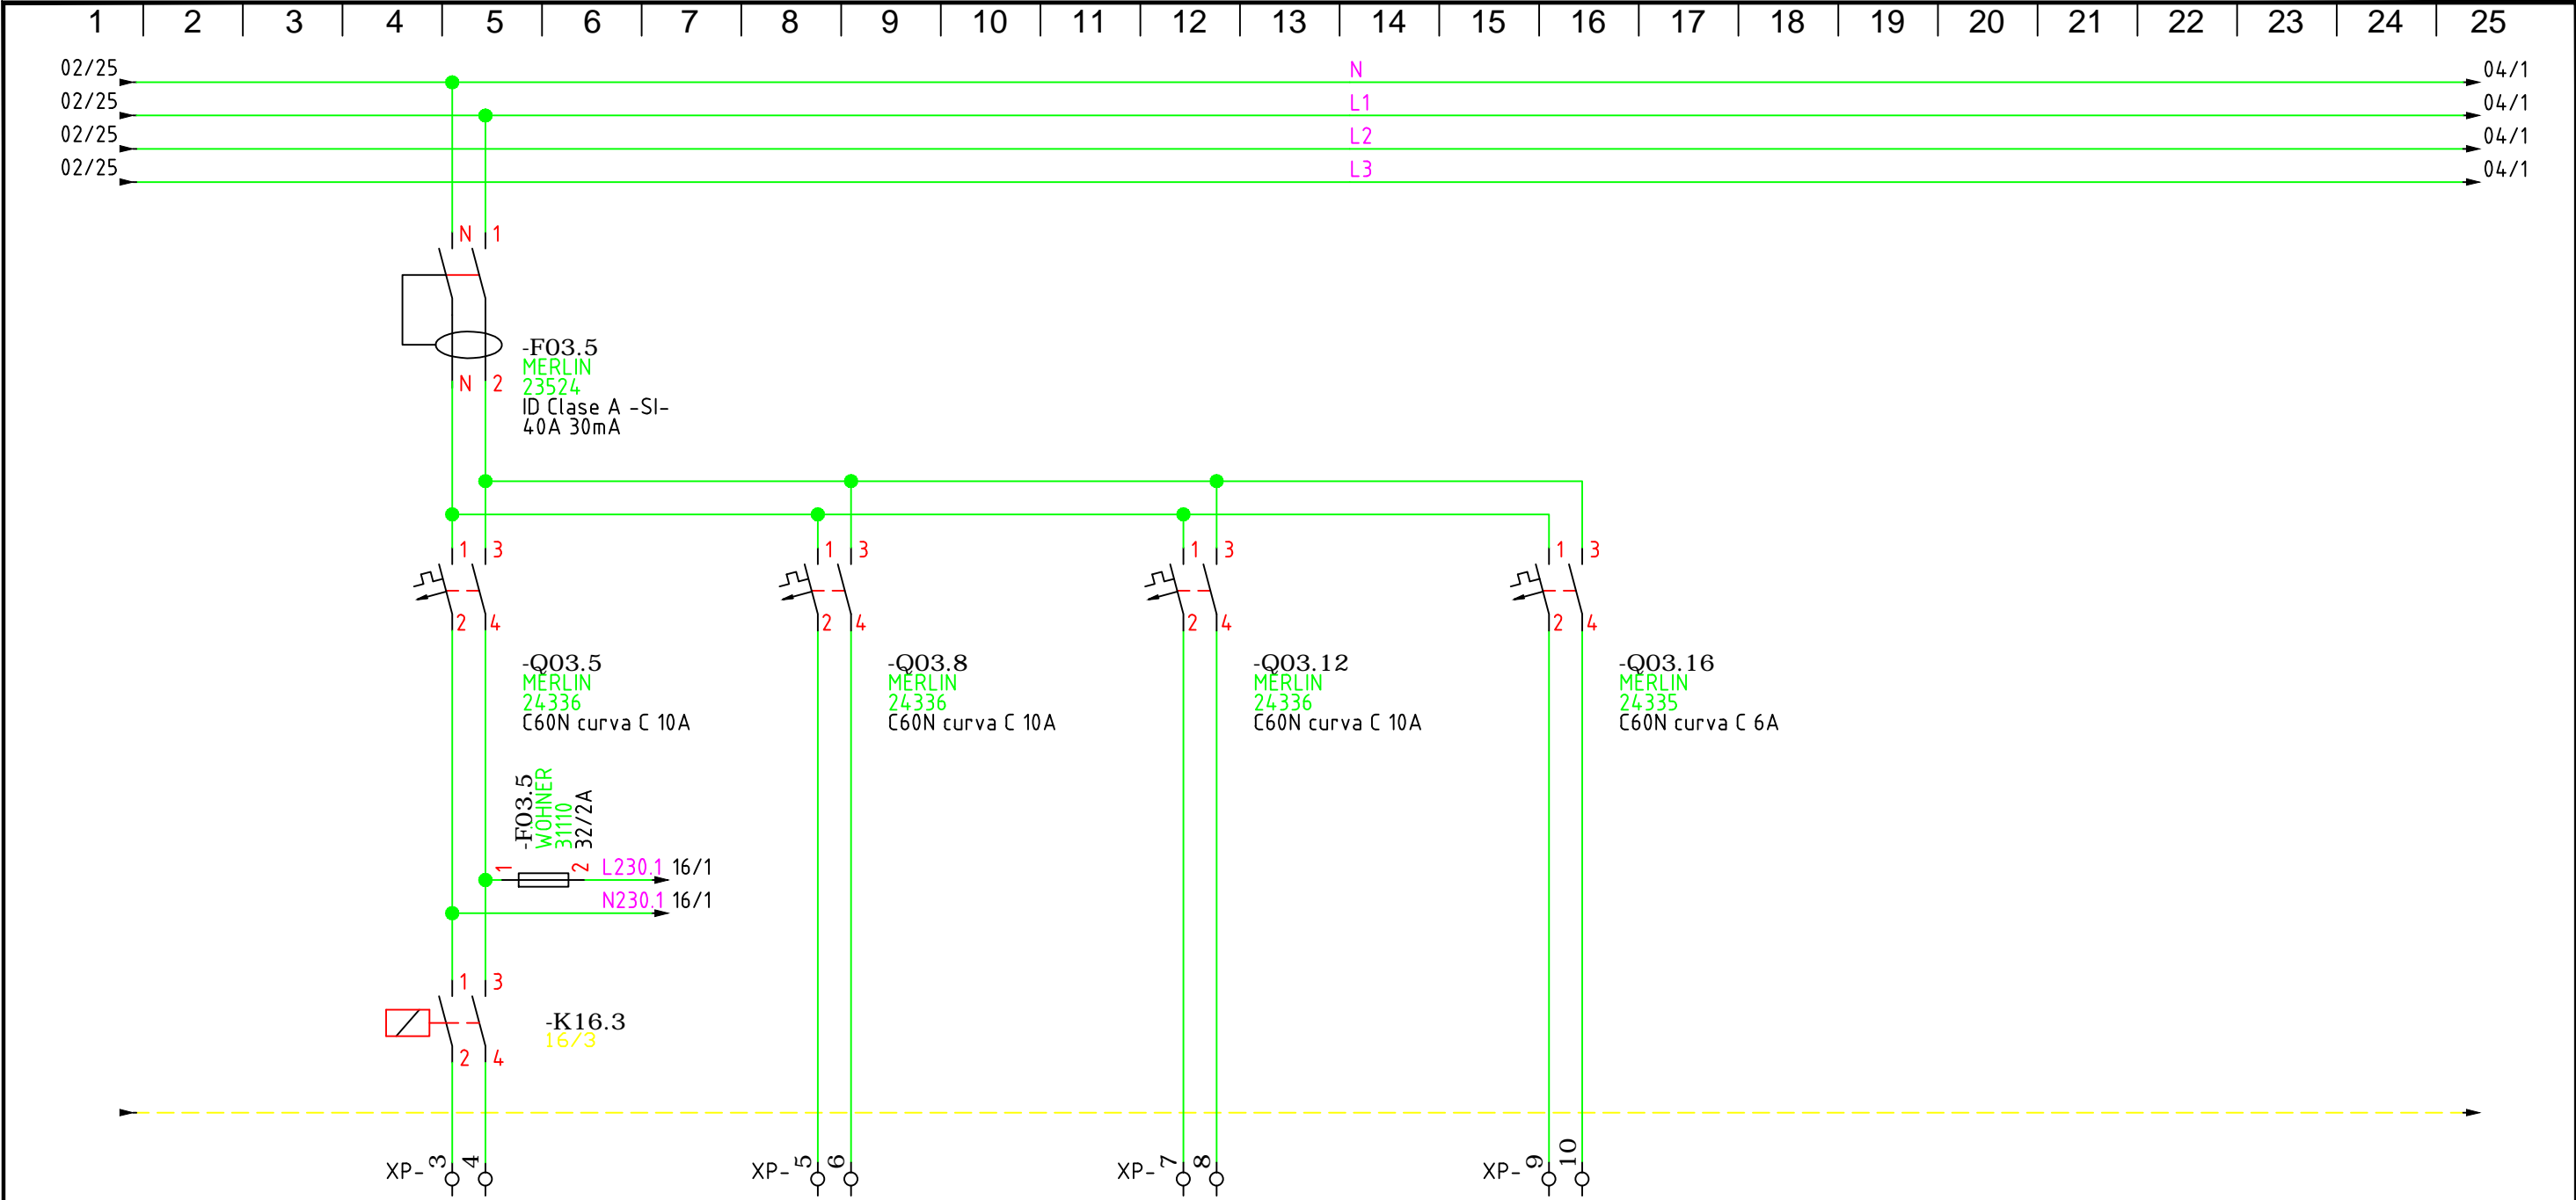 1 2 3 4 5 6 7 8 9 10 11 12 13 14 15 16 17 18 19 20 21 22 23 24 25
02/25 N 04/1
02/25 L1 04/1
02/25 L2 04/1
02/25 L3 04/1
N 1
N 2
-F03.5
MERLIN
23524
ID Clase A -SI-
40A 30mA
1 3
2 4
-Q03.5
MERLIN
24336
C60N curva C 10A
1 3
2 4
-Q03.8
MERLIN
24336
C60N curva C 10A
1 3
2 4
-Q03.12
MERLIN
24336
C60N curva C 10A
1 3
2 4
-Q03.16
MERLIN
24335
C60N curva C 6A
-F03.5
WOHNER
31110
32/2A
1 2 L230.1 16/1
N230.1 16/1
1 3
-K16.3
16/3
2 4
XP- 3 4
XP- 5 6
XP- 7 8
XP- 9 10